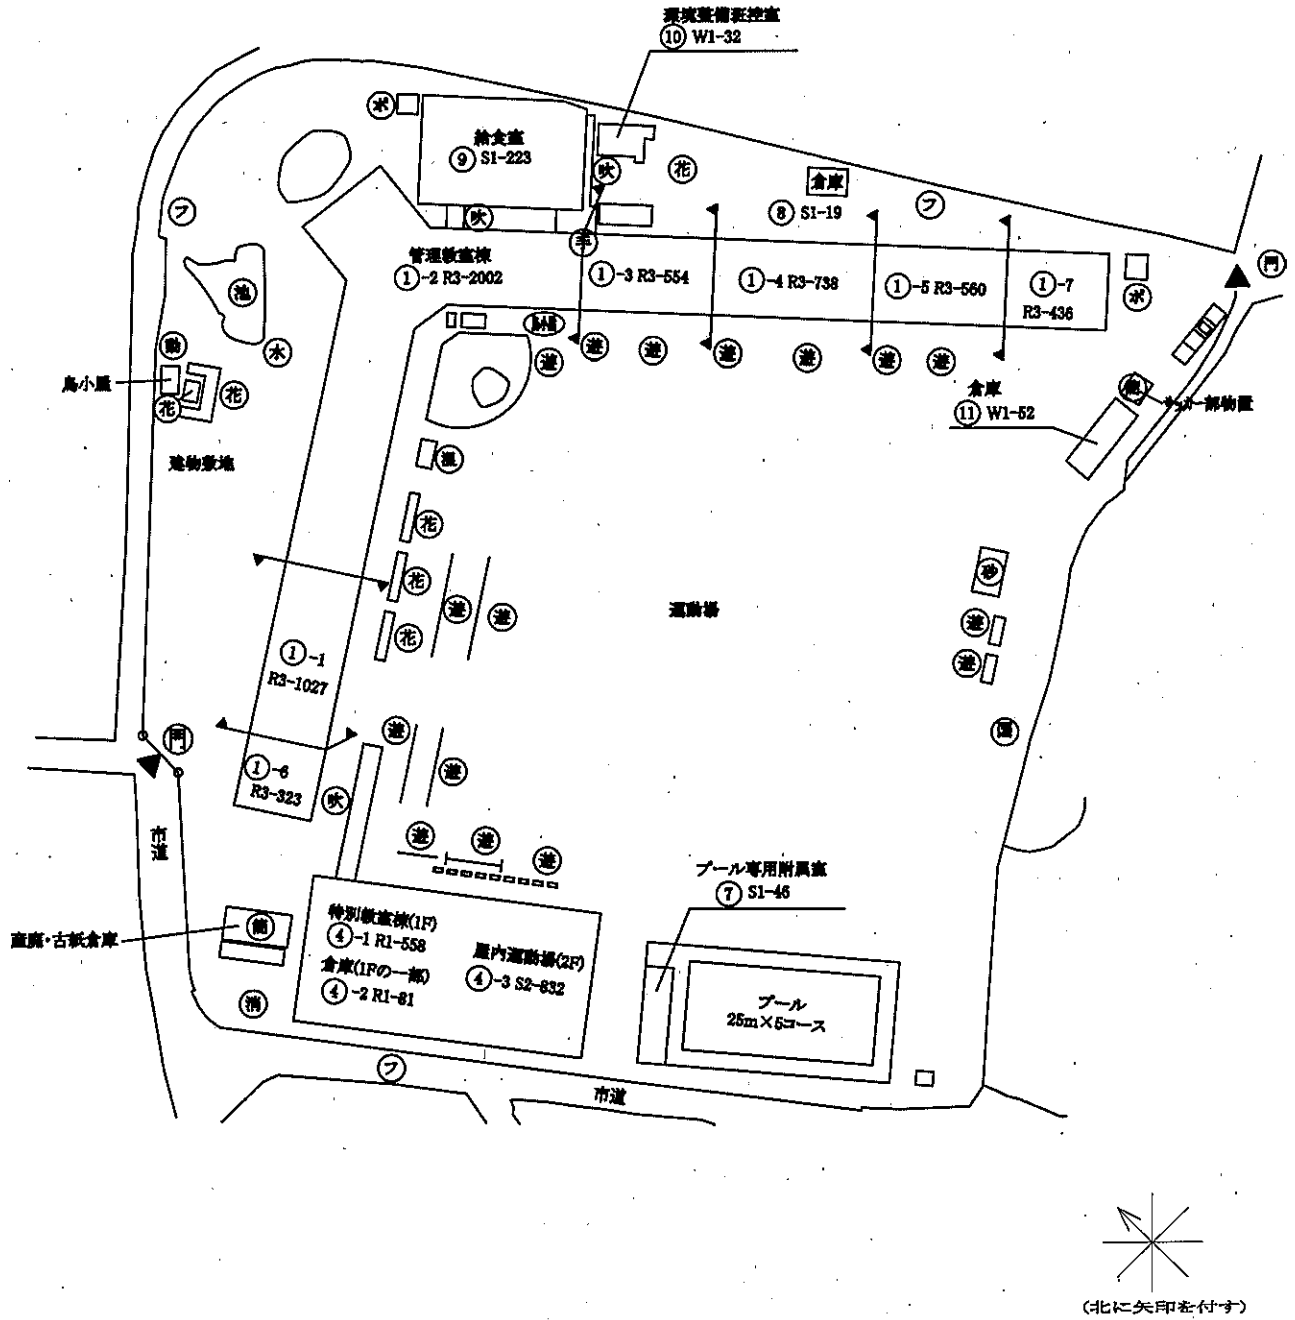 環境整備班控室
⑩ W1-32
ポ
給食室
⑨ S1-223
吹
花
倉庫
⑧ S1-19
フ
フ
吹
管理教室棟
①-2 R3-2002
①-3 R3-554
①-4 R3-738
①-5 R3-560
①-7
R3-436
門
ポ
池
水
動
鳥小屋
花
花
建物敷地
遊
遊
遊
遊
遊
遊
遊
倉庫
⑪ W1-52
サッカー部物置
温
花
花
花
遊
遊
運動場
砂
遊
遊
①-1
R3-1027
門
①-6
R3-323
吹
遊
遊
遊
遊
遊
市道
産廃・古紙倉庫
消
特別教室棟(1F)
④-1 R1-558
倉庫(1Fの一部)
④-2 R1-81
屋内運動場(2F)
④-3 S2-832
プール専用附属室
⑦ S1-46
プール
25m×5コース
フ
市道
(北に矢印を付す)